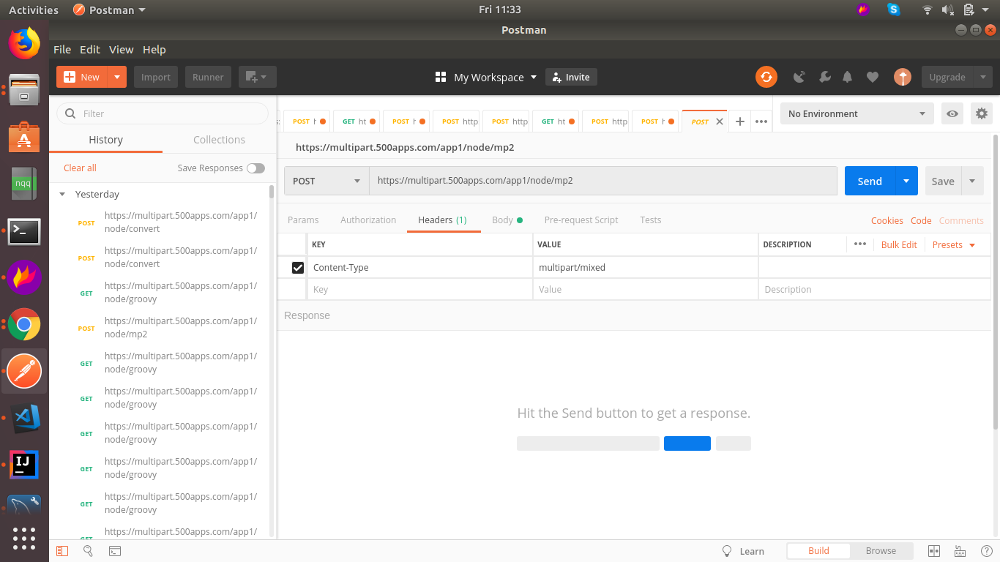 Activities
Postman
Fri 11:33
Postman
File Edit View Help
New
Import
Runner
My Workspace
Invite
Upgrade
Filter
History
Collections
Clear all
Save Responses
Yesterday
POST https://multipart.500apps.com/app1/
node/convert
POST https://multipart.500apps.com/app1/
node/convert
GET https://multipart.500apps.com/app1/
node/groovy
POST https://multipart.500apps.com/app1/
node/mp2
GET https://multipart.500apps.com/app1/
node/groovy
GET https://multipart.500apps.com/app1/
node/groovy
GET https://multipart.500apps.com/app1/
node/groovy
GET https://multipart.500apps.com/app1/
node/groovy
GET https://multipart.500apps.com/app1/
node/groovy
GET https://multipart.500apps.com/app1/
POST h
GET ht
POST h
POST http
POST http
GET ht
POST http
POST h
POST
No Environment
https://multipart.500apps.com/app1/node/mp2
POST
https://multipart.500apps.com/app1/node/mp2
Send
Save
Params
Authorization
Headers (1)
Body
Pre-request Script
Tests
Cookies
Code
Comments
KEY
VALUE
DESCRIPTION
Bulk Edit
Presets
Content-Type
multipart/mixed
Key
Value
Description
Response
Hit the Send button to get a response.
Learn
Build
Browse
nqq
IJ